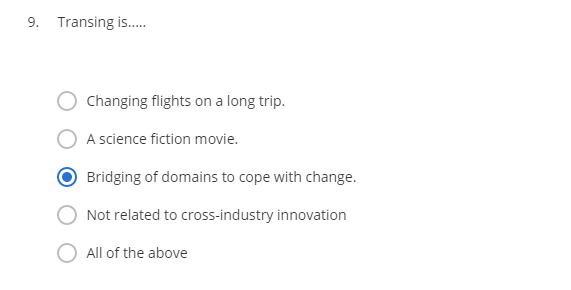 9. Transing is.....
Changing flights on a long trip.
A science fiction movie.
Bridging of domains to cope with change.
Not related to cross-industry innovation
All of the above